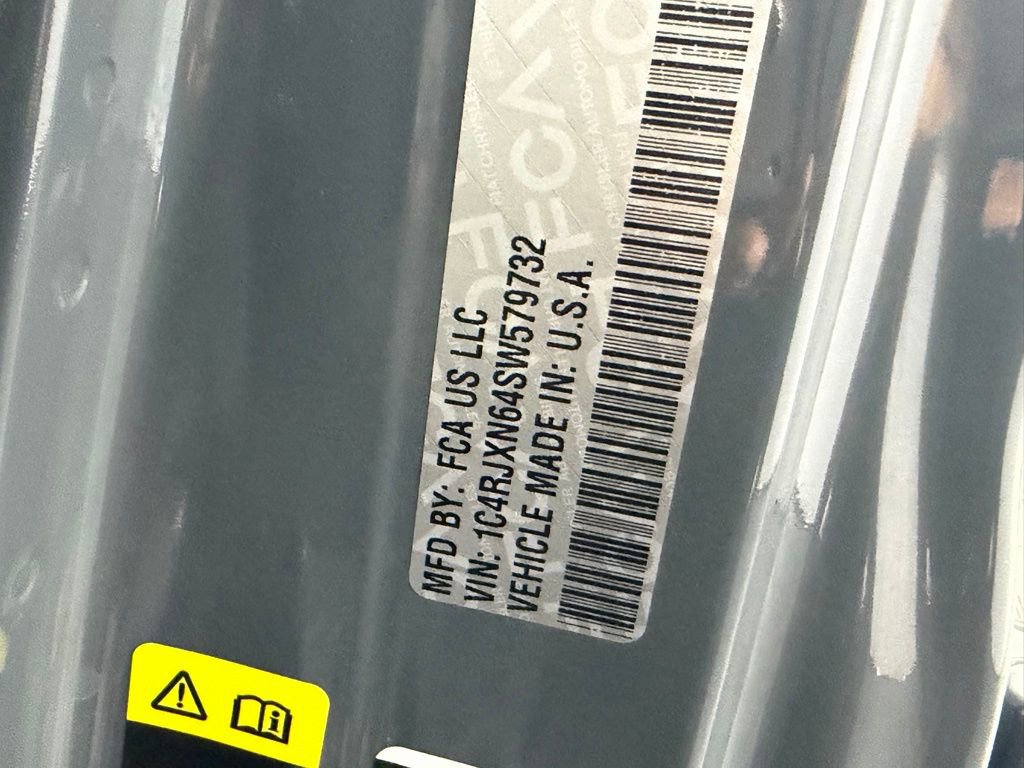 MFD BY: FCA US LLC
VIN: 1C4RJXN64SW579732
VEHICLE MADE IN: U.S.A.